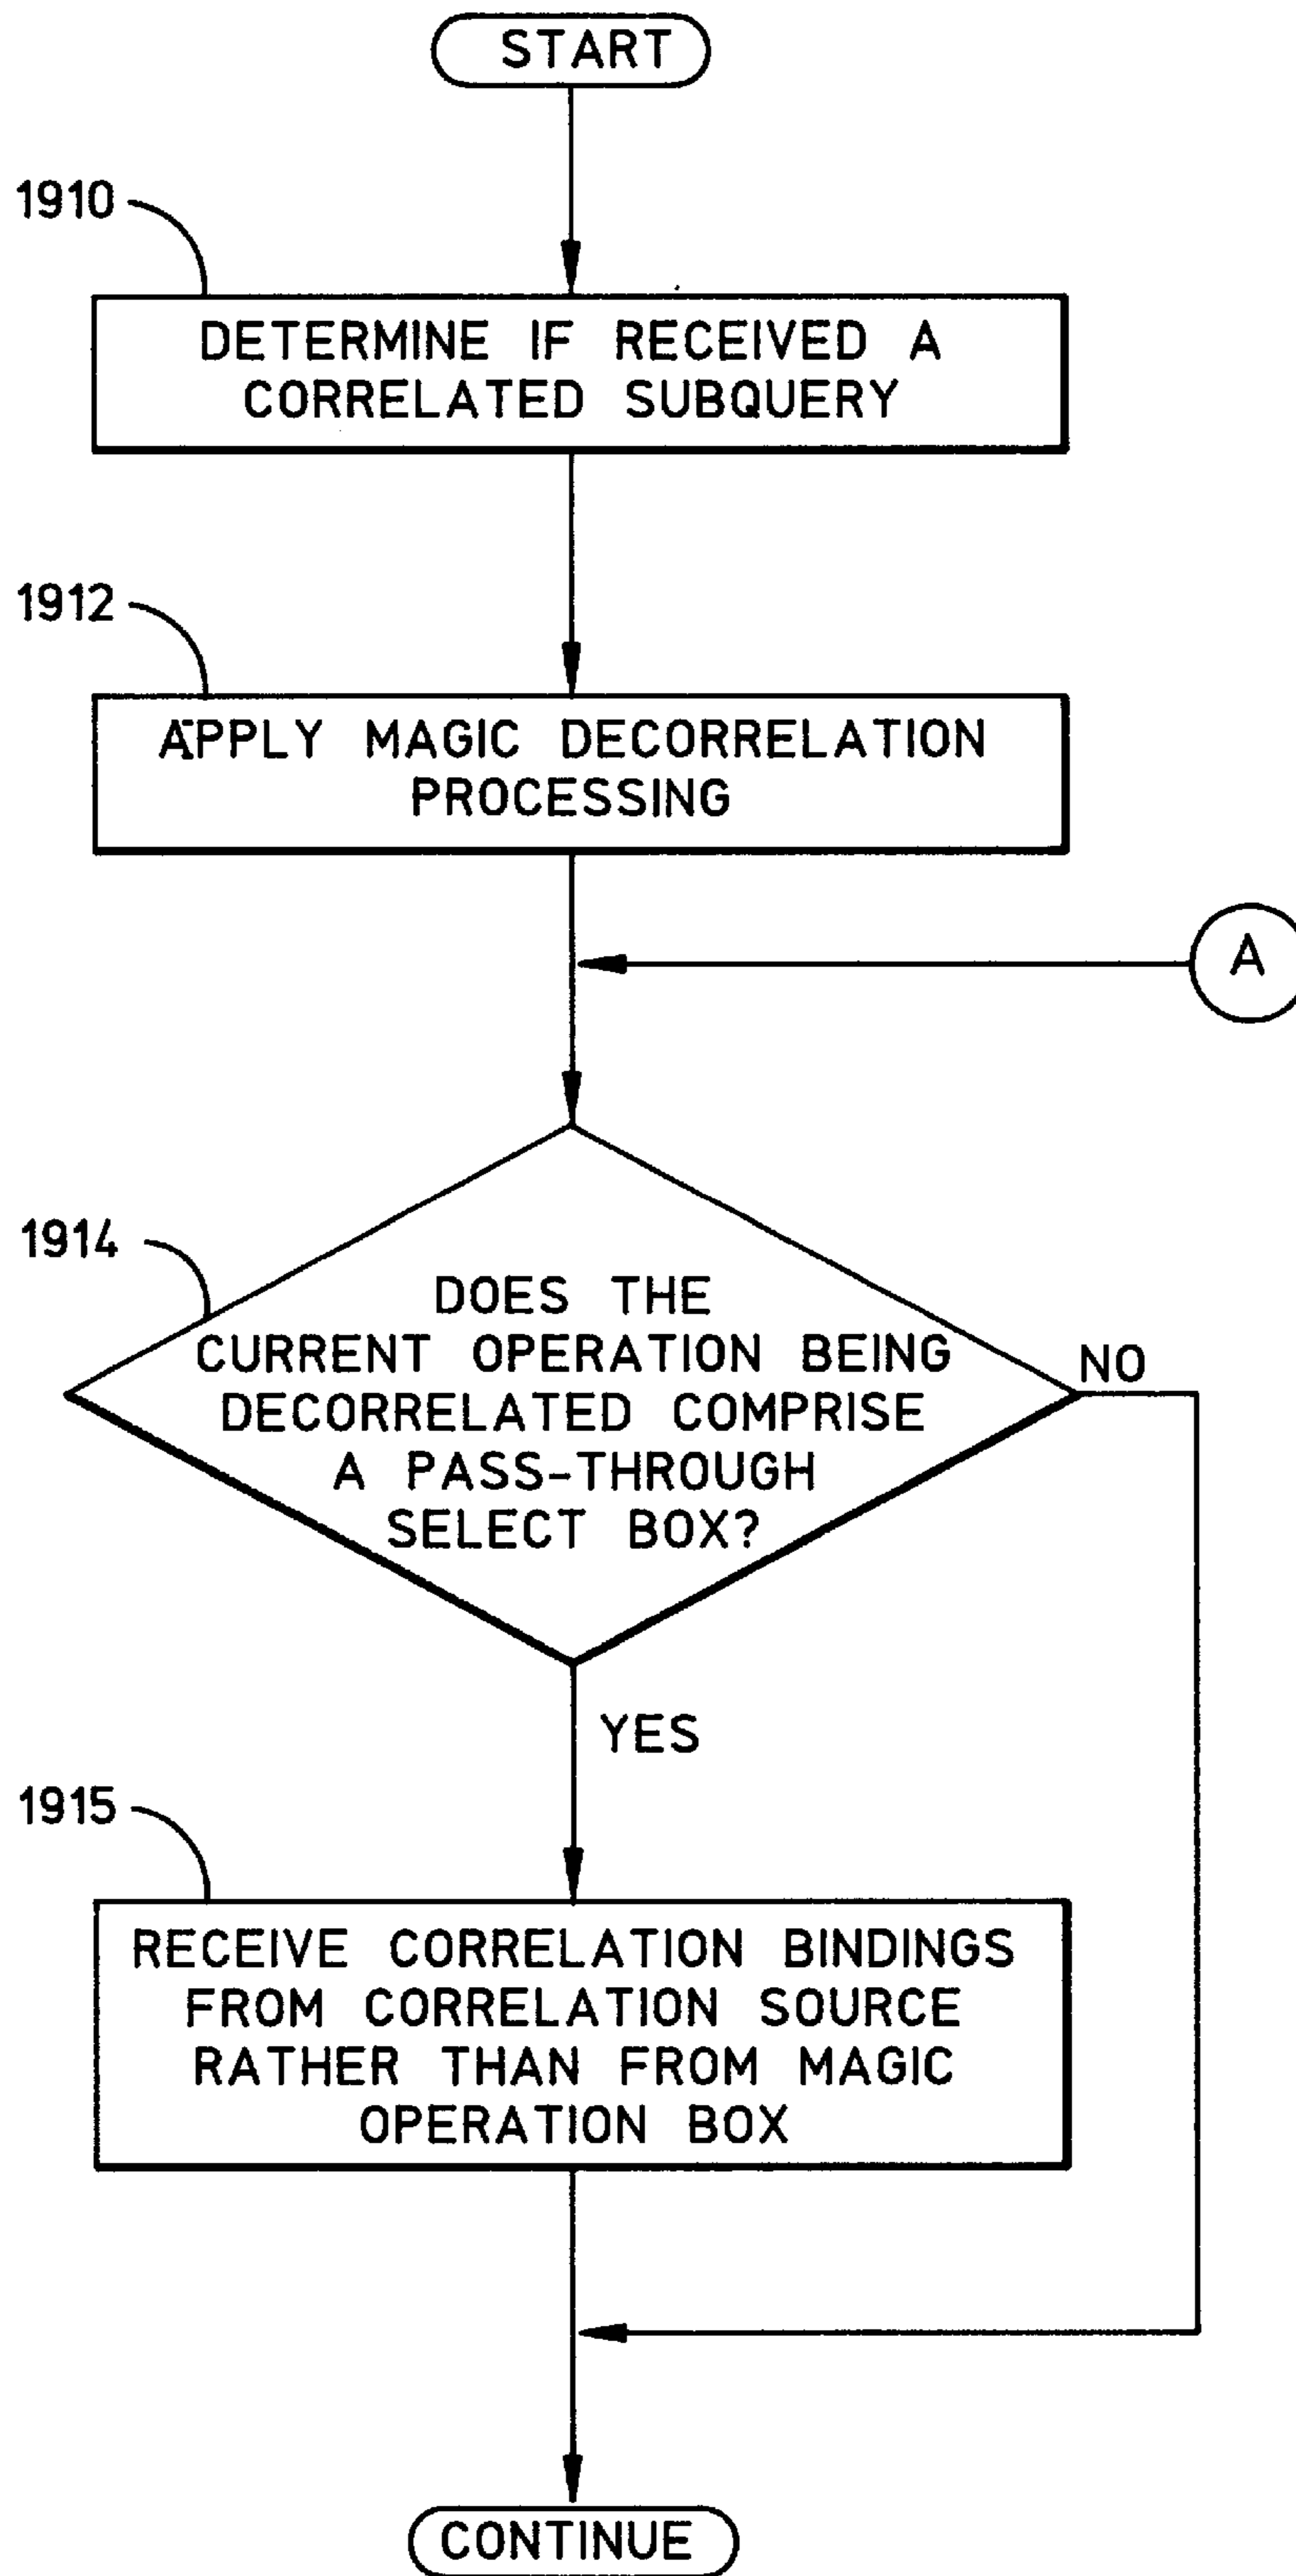 START
1910
DETERMINE IF RECEIVED A
CORRELATED SUBQUERY
1912
APPLY MAGIC DECORRELATION
PROCESSING
A
1914
DOES THE
CURRENT OPERATION BEING
DECORRELATED COMPRISE
A PASS-THROUGH
SELECT BOX?
NO
YES
1915
RECEIVE CORRELATION BINDINGS
FROM CORRELATION SOURCE
RATHER THAN FROM MAGIC
OPERATION BOX
CONTINUE